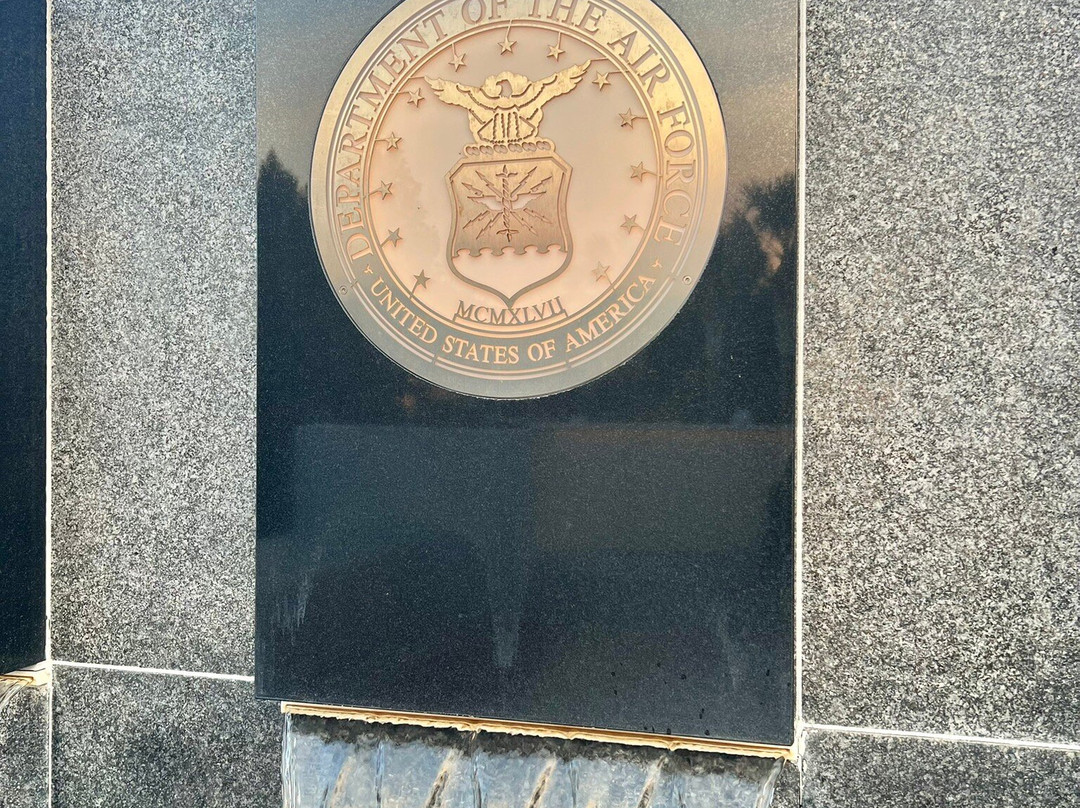 DEPARTMENT OF THE AIR FORCE
MCMXLVII
UNITED STATES OF AMERICA